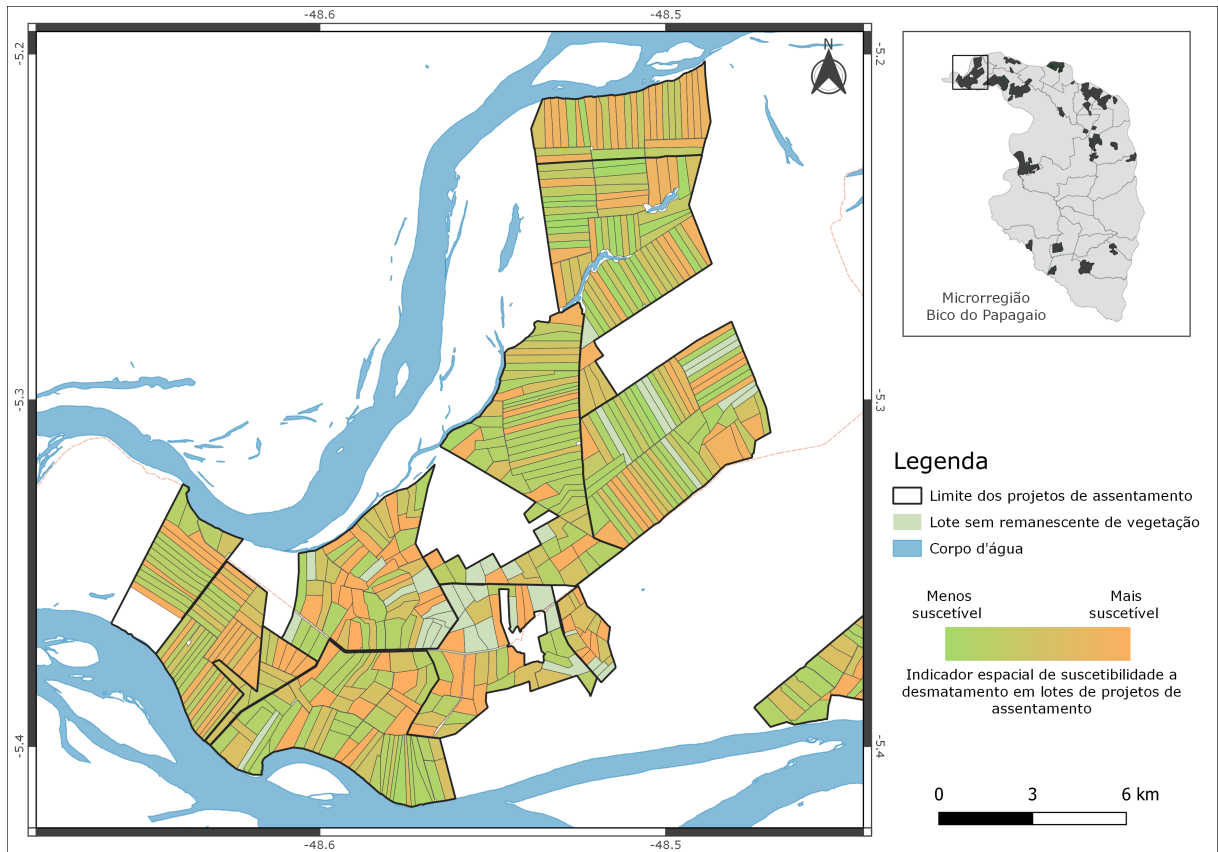 -48.6
-48.5
-5.2
-5.2
N
Microrregião
Bico do Papagaio
-5.3
-5.3
Legenda
Limite dos projetos de assentamento
Lote sem remanescente de vegetação
Corpo d'água
Menos
suscetível
Mais
suscetível
Indicador espacial de suscetibilidade a
desmatamento em lotes de projetos de
assentamento
-5.4
-5.4
0
3
6 km
-48.6
-48.5